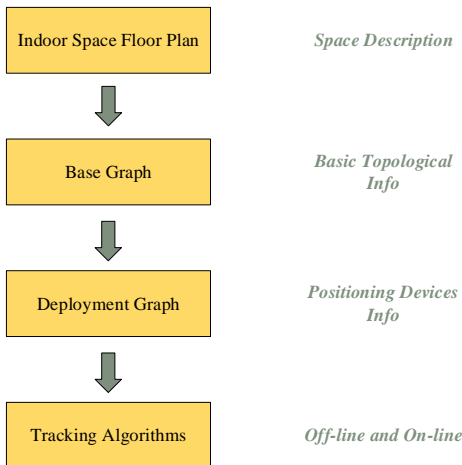 Indoor Space Floor Plan
Space Description
Base Graph
Basic Topological
Info
Deployment Graph
Positioning Devices
Info
Tracking Algorithms
Off-line and On-line